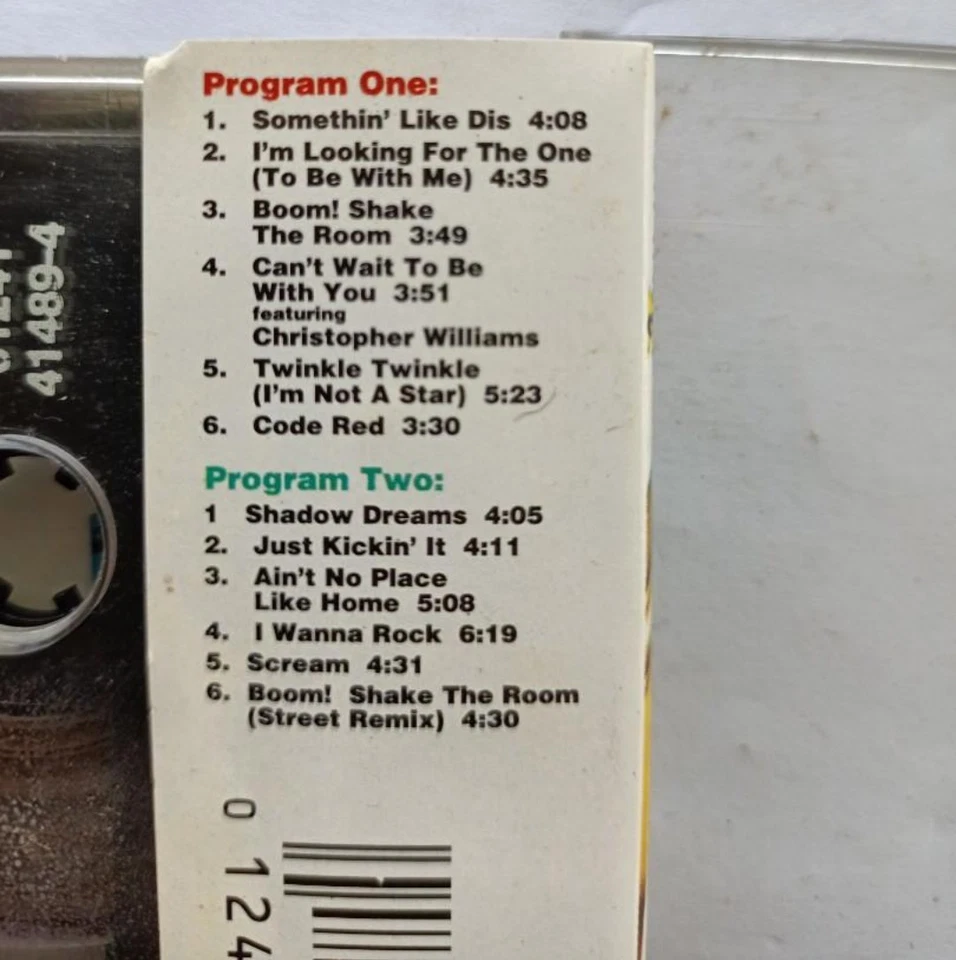 41489-4
Program One:
1. Somethin' Like Dis 4:08
2. I'm Looking For The One
(To Be With Me) 4:35
3. Boom! Shake
The Room 3:49
4. Can't Wait To Be
With You 3:51
featuring
Christopher Williams
5. Twinkle Twinkle
(I'm Not A Star) 5:23
6. Code Red 3:30
Program Two:
1 Shadow Dreams 4:05
2. Just Kickin' It 4:11
3. Ain't No Place
Like Home 5:08
4. I Wanna Rock 6:19
5. Scream 4:31
6. Boom! Shake The Room
(Street Remix) 4:30
0 124